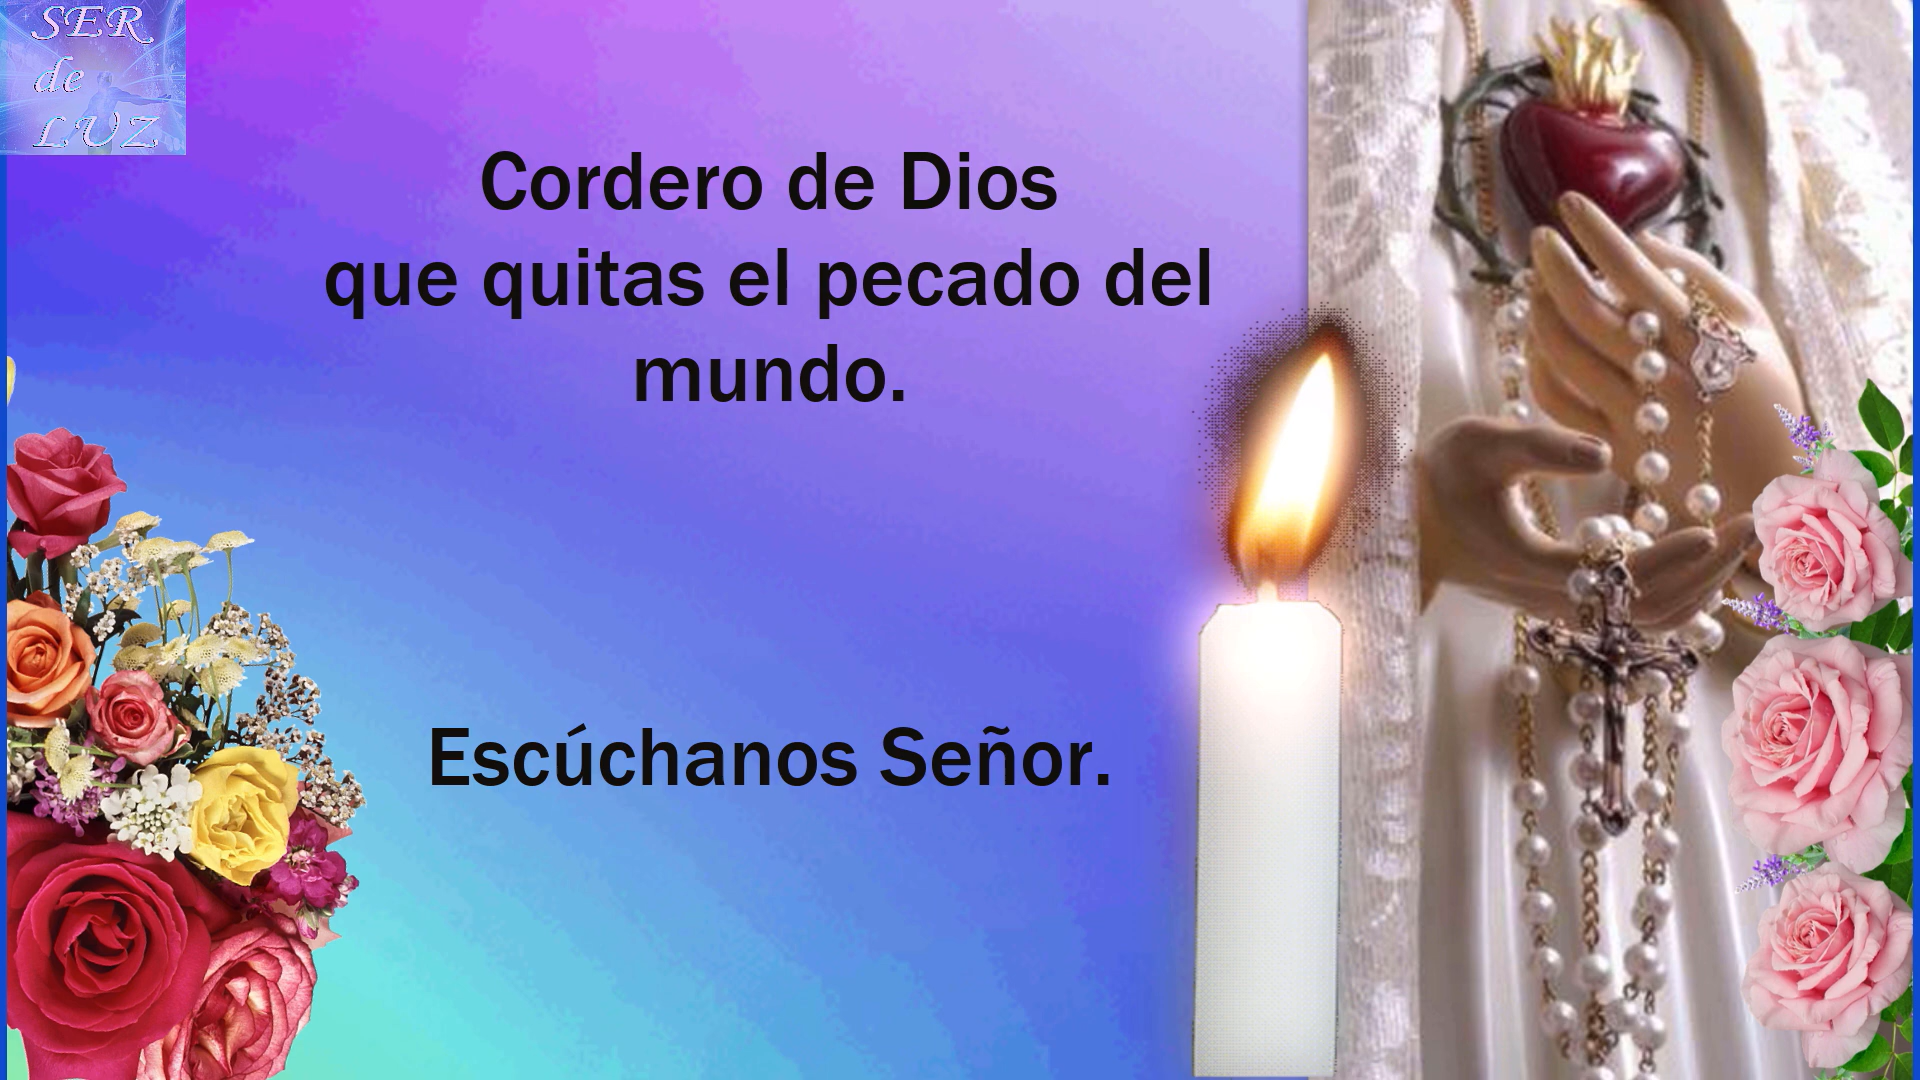 SER
de
LUZ
Cordero de Dios
que quitas el pecado del
mundo.
Escúchanos Señor.